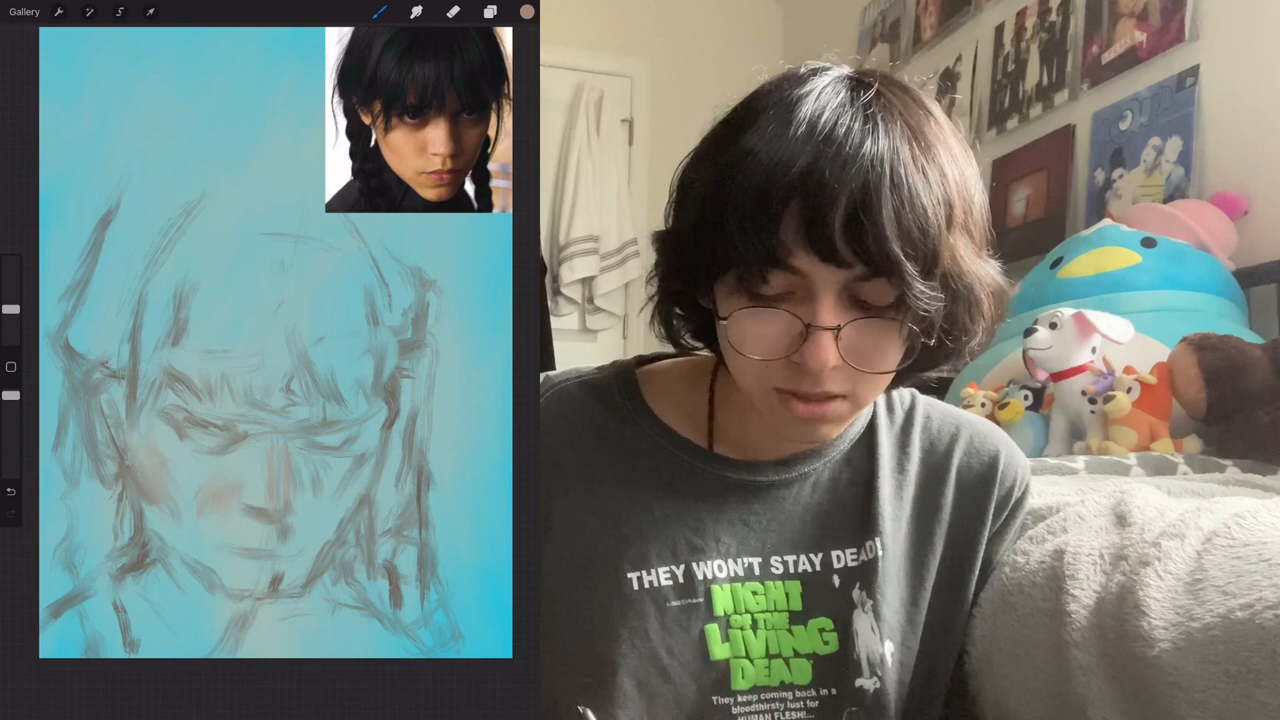 Gallery
THEY WON'T STAY DEAD!
NIGHT
OF THE
LIVING
DEAD
They keep coming back in a
bloodthirsty lust for
HUMAN FLESH!...